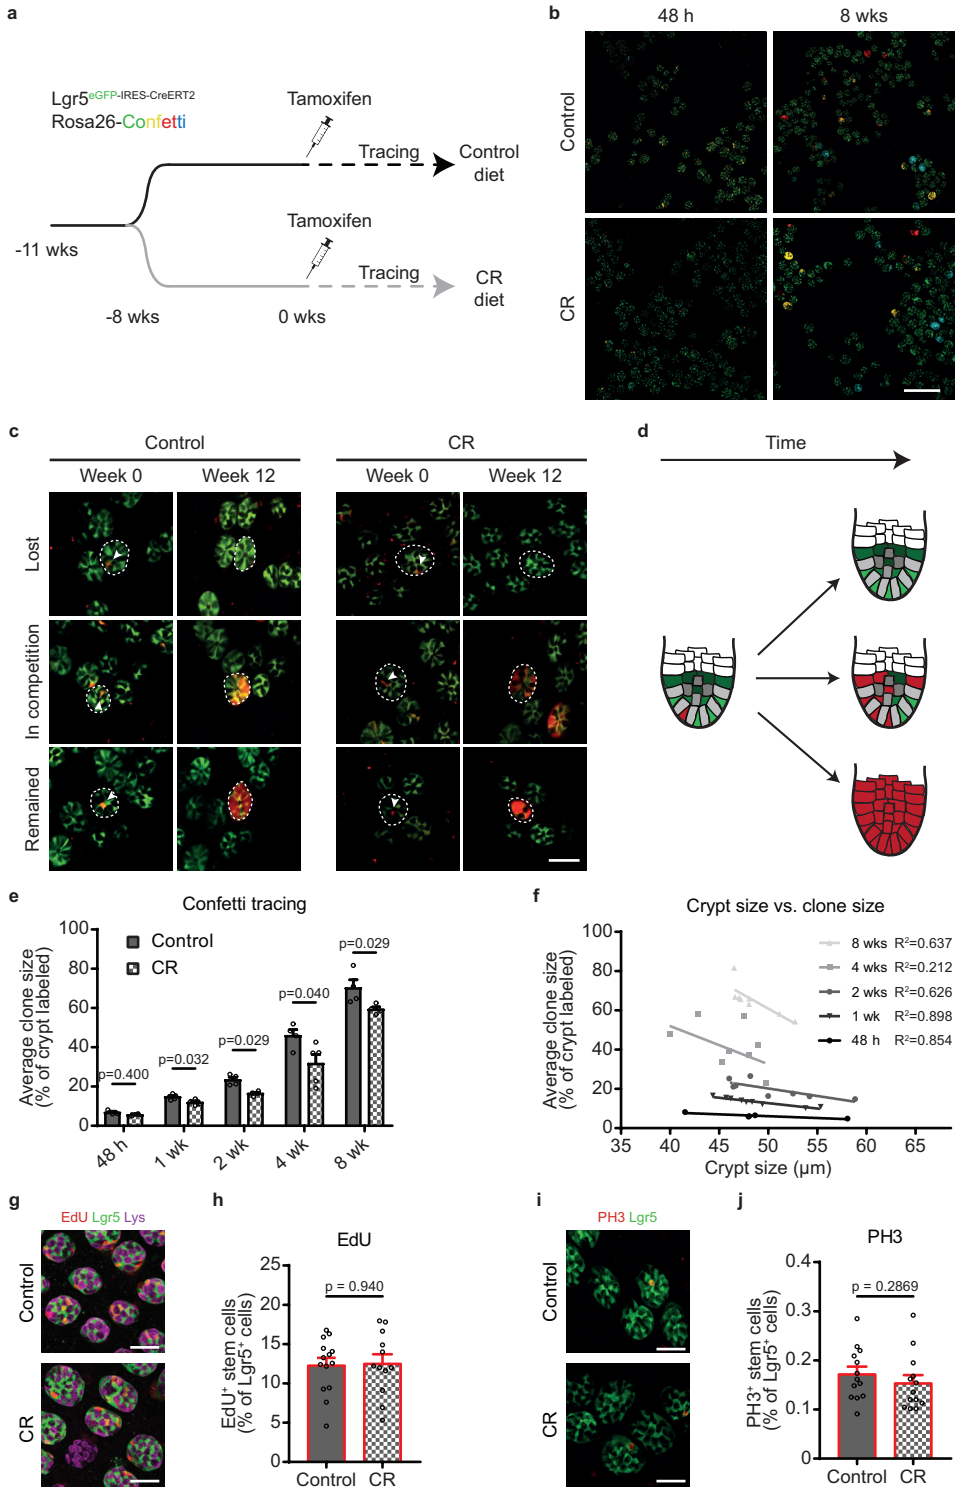 a
Lgr5eGFP-IRES-CreERT2
Rosa26-Confetti
Tamoxifen
Tracing
Control
diet
-11 wks
Tamoxifen
Tracing
CR
diet
-8 wks
0 wks
b
48 h
8 wks
Control
CR
c
Control
CR
Week 0
Week 12
Week 0
Week 12
Lost
In competition
Remained
d
Time
e
Confetti tracing
Average clone size
(% of crypt labeled)
100
80
60
40
20
0
Control
CR
p=0.400
p=0.032
p=0.029
p=0.040
p=0.029
48 h
1 wk
2 wk
4 wk
8 wk
f
Crypt size vs. clone size
Average clone size
(% of crypt labeled)
100
80
60
40
20
0
8 wks R²=0.637
4 wks R²=0.212
2 wks R²=0.626
1 wk R²=0.898
48 h R²=0.854
35 40 45 50 55 60 65
Crypt size (µm)
g
EdU Lgr5 Lys
Control
CR
h
EdU
EdU⁺ stem cells
(% of Lgr5⁺ cells)
25
20
15
10
5
0
p = 0.940
Control
CR
i
PH3 Lgr5
Control
CR
j
PH3
PH3⁺ stem cells
(% of Lgr5⁺ cells)
0.4
0.3
0.2
0.1
0
p = 0.2869
Control
CR